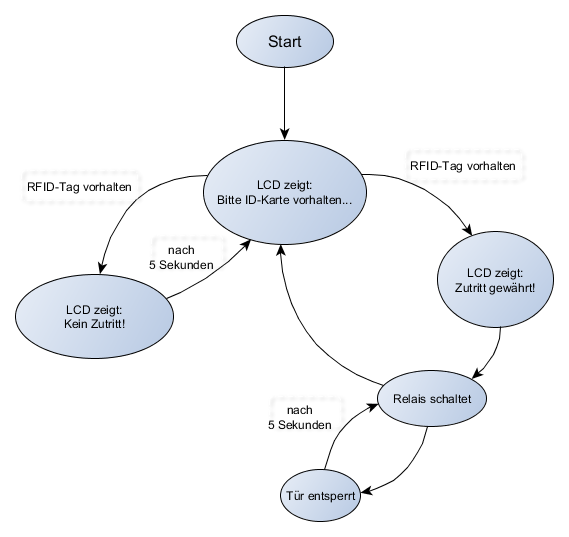 Start
LCD zeigt:
Bitte ID-Karte vorhalten...
RFID-Tag vorhalten
RFID-Tag vorhalten
nach
5 Sekunden
LCD zeigt:
Kein Zutritt!
LCD zeigt:
Zutritt gewährt!
Relais schaltet
nach
5 Sekunden
Tür entsperrt